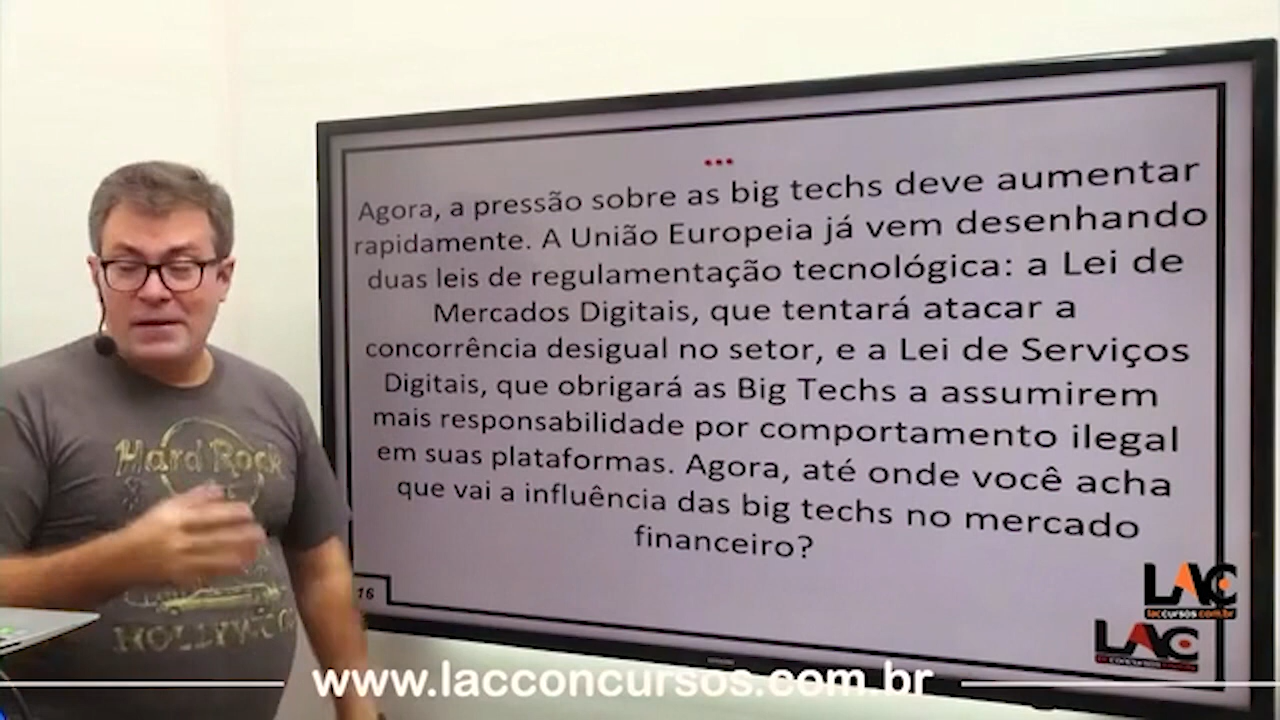 ...
Agora, a pressão sobre as big techs deve aumentar
rapidamente. A União Europeia já vem desenhando
duas leis de regulamentação tecnológica: a Lei de
Mercados Digitais, que tentará atacar a
concorrência desigual no setor, e a Lei de Serviços
Digitais, que obrigará as Big Techs a assumirem
mais responsabilidade por comportamento ilegal
em suas plataformas. Agora, até onde você acha
que vai a influência das big techs no mercado
financeiro?
16
LAC
laccursos.com.br
LAC
Hard Rock
HOLLYWOO
www.lacconcursos.com.br